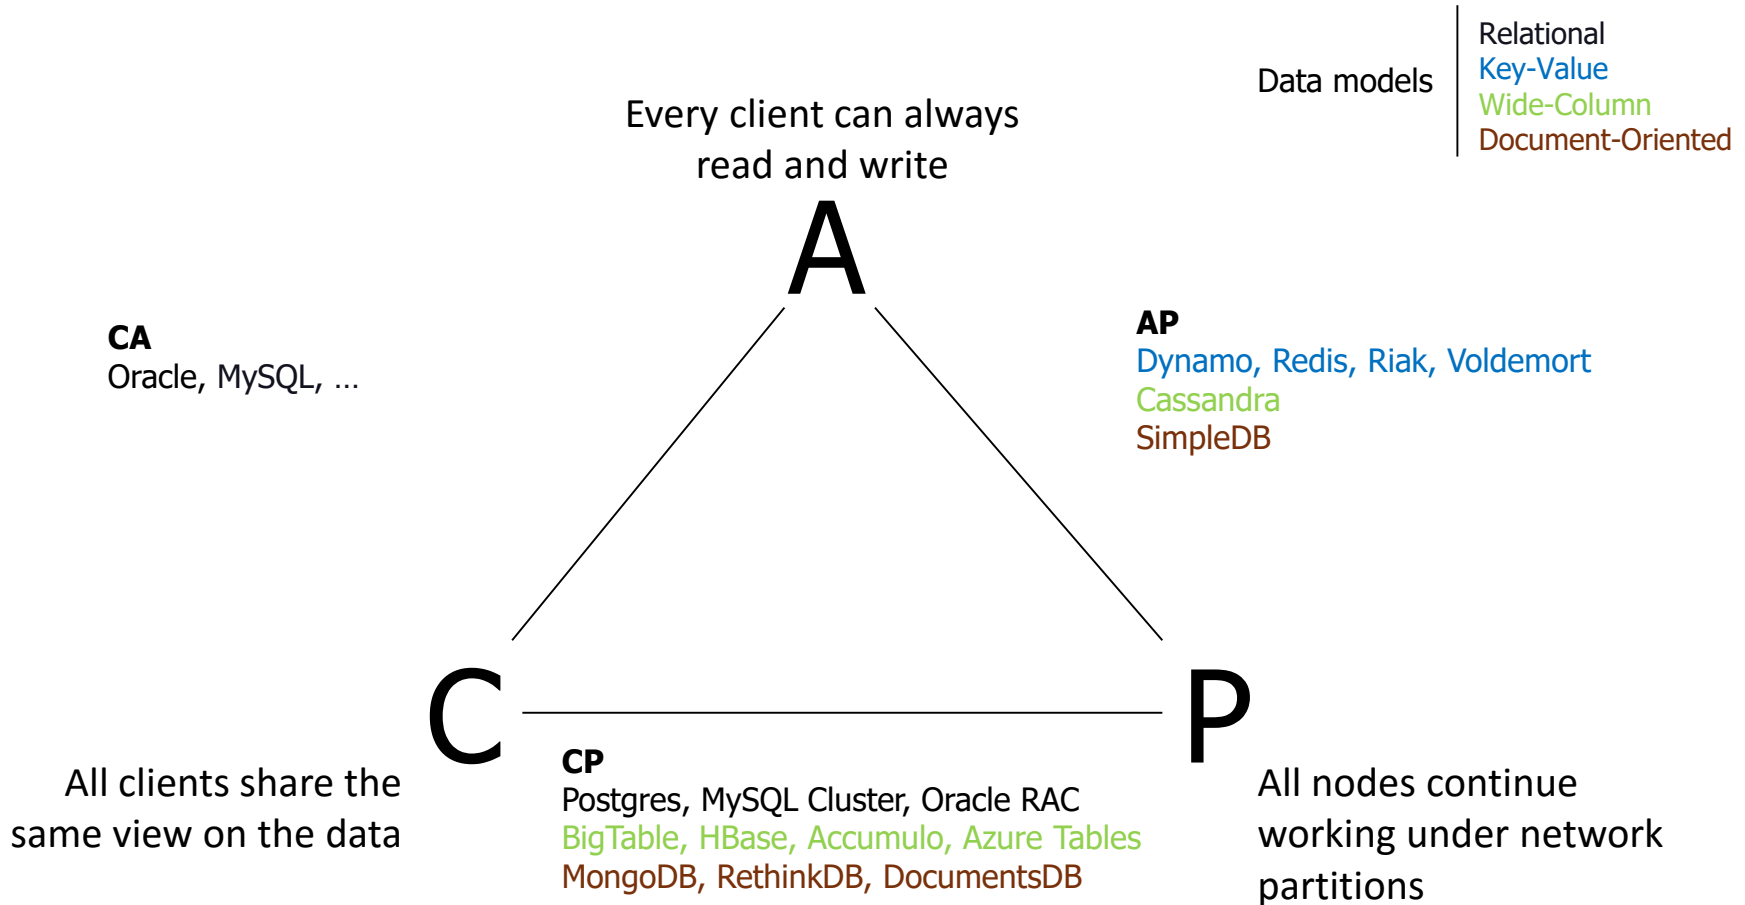 Data models
Relational
Key-Value
Wide-Column
Document-Oriented
Every client can always
read and write
A
CA
Oracle, MySQL, …
AP
Dynamo, Redis, Riak, Voldemort
Cassandra
SimpleDB
C
P
All clients share the
same view on the data
CP
Postgres, MySQL Cluster, Oracle RAC
BigTable, HBase, Accumulo, Azure Tables
MongoDB, RethinkDB, DocumentsDB
All nodes continue
working under network
partitions